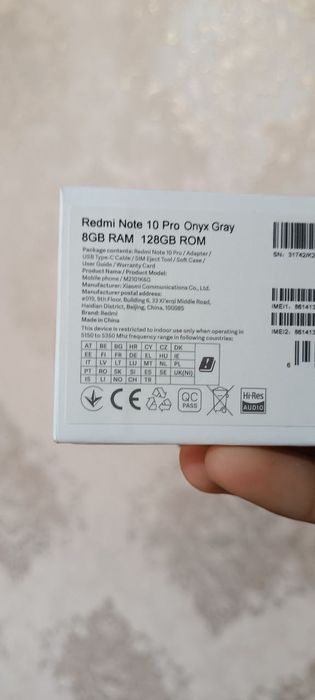 Redmi Note 10 Pro Onyx Gray
8GB RAM 128GB ROM
Package contents: Redmi Note 10 Pro / Adapter /
USB Type-C Cable / SIM Eject Tool / Soft Case /
User Guide / Warranty Card
Product Name / Product Model:
Mobile phone / M2101K6G
Manufacturer: Xiaomi Communications Co., Ltd.
Manufacturer postal address:
#019, 9th Floor, Building 6, 33 Xi'erqi Middle Road,
Haidian District, Beijing, China, 100085
Brand: Redmi
Made in China
This device is restricted to indoor use only when operating in
5150 to 5350 Mhz frequency range in following countries:
AT BE BG HR CY CZ DK
EE FI FR DE EL HU IE
IT LV LT LU MT NL PL
PT RO SK SI ES SE UK(NI)
IS LI NO CH TR
CE
QC
PASS
Hi-Res
AUDIO
SN: 31742/K
IMEI1: 861413
IMEI2: 861413
6